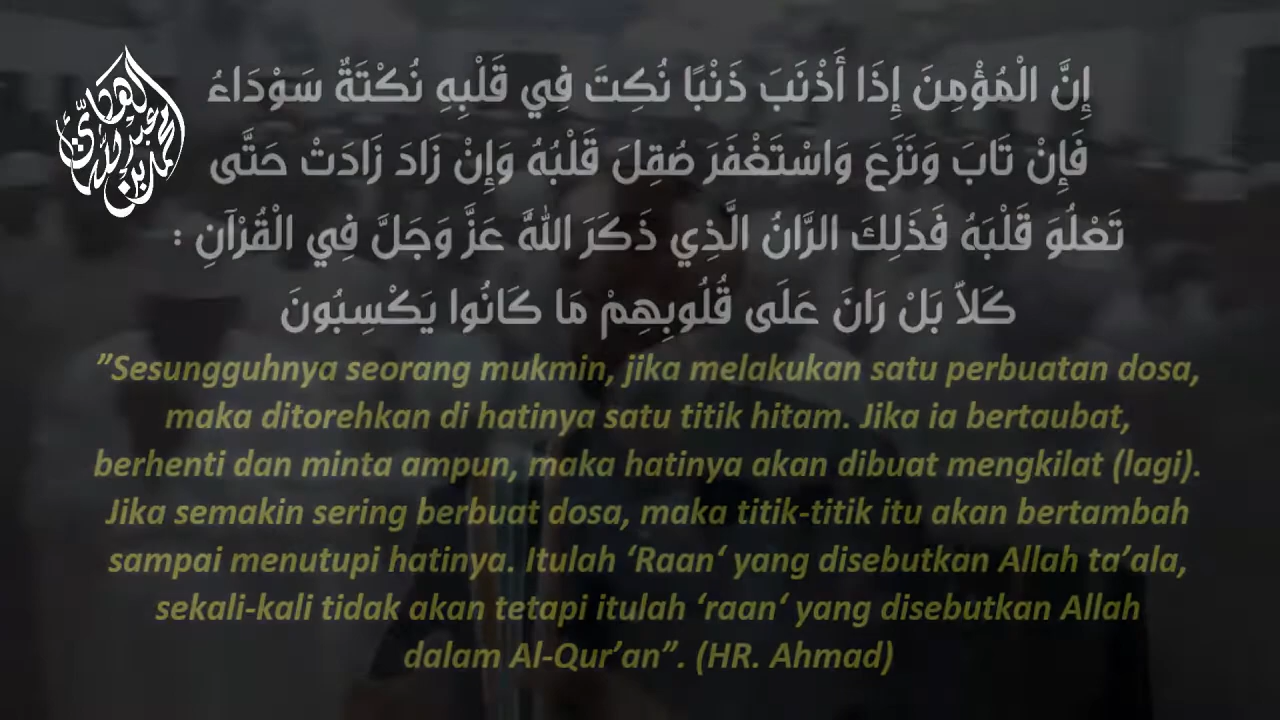 إِنَّ الْمُؤْمِنَ إِذَا أَذْنَبَ ذَنْبًا نُكِتَ فِي قَلْبِهِ نُكْتَةٌ سَوْدَاءُ
فَإِنْ تَابَ وَنَزَعَ وَاسْتَغْفَرَ صُقِلَ قَلْبُهُ وَإِنْ زَادَ زَادَتْ حَتَّى
تَعْلُوَ قَلْبَهُ فَذَلِكَ الرَّانُ الَّذِي ذَكَرَ اللهُ عَزَّ وَجَلَّ فِي الْقُرْآنِ :
كَلاَّ بَلْ رَانَ عَلَى قُلُوبِهِمْ مَا كَانُوا يَكْسِبُونَ
”Sesungguhnya seorang mukmin, jika melakukan satu perbuatan dosa,
maka ditorehkan di hatinya satu titik hitam. Jika ia bertaubat,
berhenti dan minta ampun, maka hatinya akan dibuat mengkilat (lagi).
Jika semakin sering berbuat dosa, maka titik-titik itu akan bertambah
sampai menutupi hatinya. Itulah ‘Raan‘ yang disebutkan Allah ta’ala,
sekali-kali tidak akan tetapi itulah ‘raan‘ yang disebutkan Allah
dalam Al-Qur’an”. (HR. Ahmad)